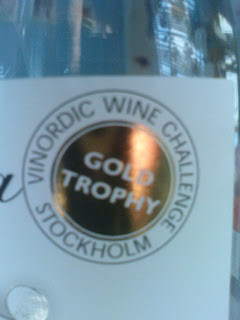 VINORDIC WINE CHALLENGE
GOLD
TROPHY
STOCKHOLM
a